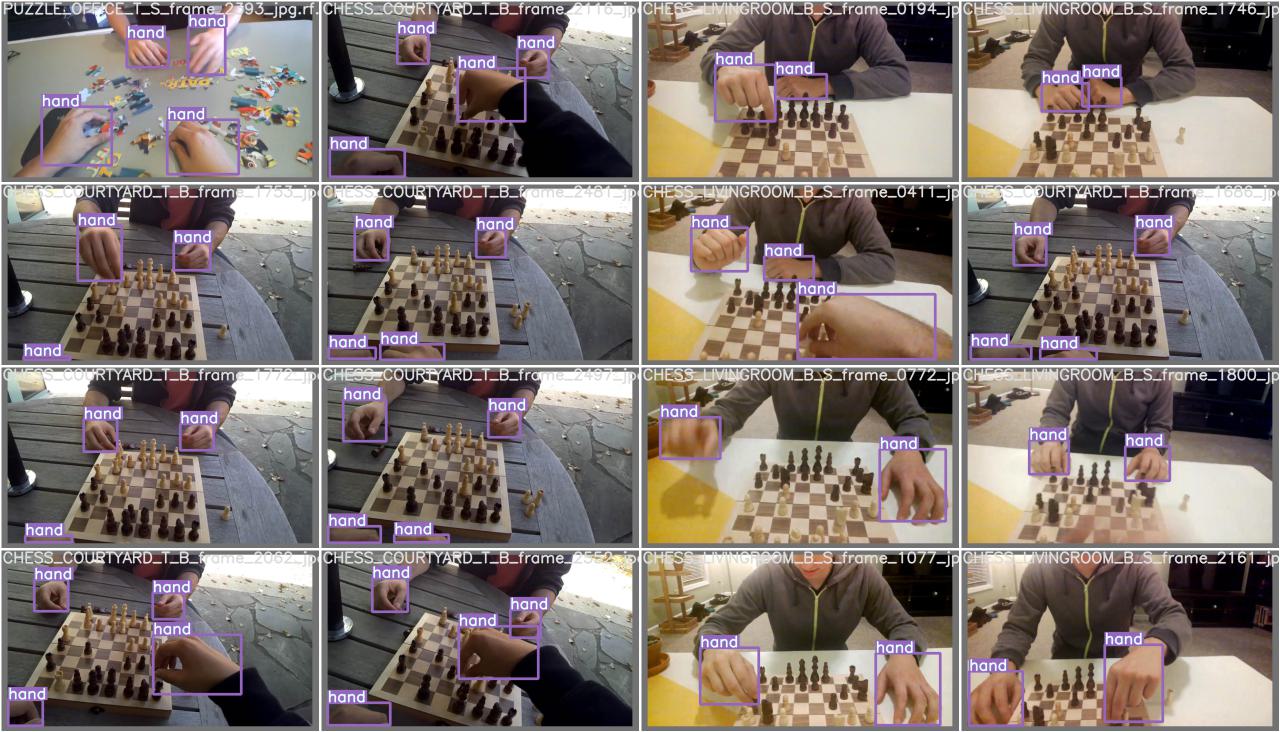 PUZZLE_OFFICE_T_S_frame_2393_jpg.rf.
hand
hand
hand
hand
CHESS_COURTYARD_T_B_frame_2116_jp
hand
hand
hand
hand
CHESS_LIVINGROOM_B_S_frame_0194_jp
hand
hand
CHESS_LIVINGROOM_B_S_frame_1746_jp
hand
hand
CHESS_COURTYARD_T_B_frame_1753_jp
hand
hand
hand
CHESS_COURTYARD_T_B_frame_2481_jp
hand
hand
hand
hand
CHESS_LIVINGROOM_B_S_frame_0411_jp
hand
hand
hand
CHESS_COURTYARD_T_B_frame_1686_jp
hand
hand
hand
hand
CHESS_COURTYARD_T_B_frame_1772_jp
hand
hand
hand
CHESS_COURTYARD_T_B_frame_2497_jp
hand
hand
hand
hand
CHESS_LIVINGROOM_B_S_frame_0772_jp
hand
hand
CHESS_LIVINGROOM_B_S_frame_1800_jp
hand
hand
CHESS_COURTYARD_T_B_frame_2062_jp
hand
hand
hand
hand
CHESS_COURTYARD_T_B_frame_2552_jp
hand
hand
hand
hand
CHESS_LIVINGROOM_B_S_frame_1077_jp
hand
hand
CHESS_LIVINGROOM_B_S_frame_2161_jp
hand
hand